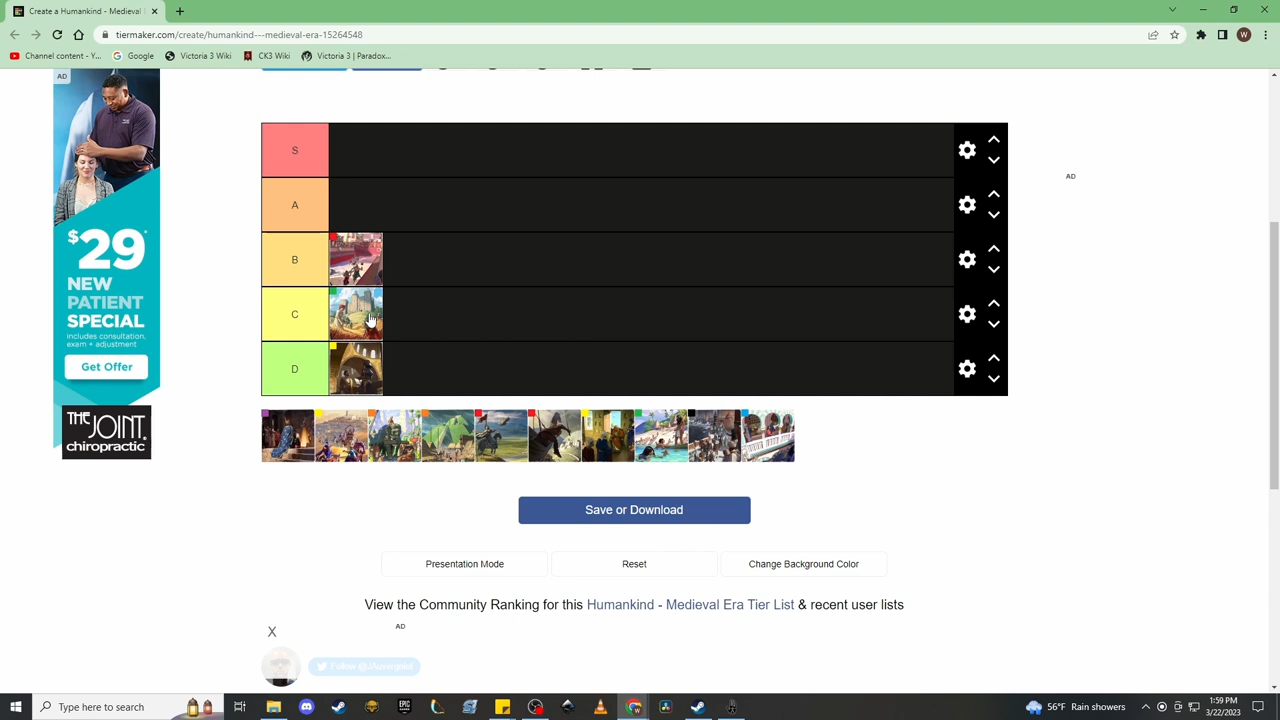 Create a Humankind - Medieval
tiermaker.com/create/humankind---medieval-era-15264548
W
Channel content - Y...
Google
Victoria 3 Wiki
CK3 Wiki
Victoria 3 | Paradox...
AD
$29
NEW
PATIENT
SPECIAL
includes consultation,
exam + adjustment
Get Offer
THE JOINT
chiropractic
S
A
B
C
D
AD
Save or Download
Presentation Mode
Reset
Change Background Color
View the Community Ranking for this Humankind - Medieval Era Tier List & recent user lists
X
AD
Type here to search
EPIC
56°F Rain showers
1:59 PM
3/22/2023